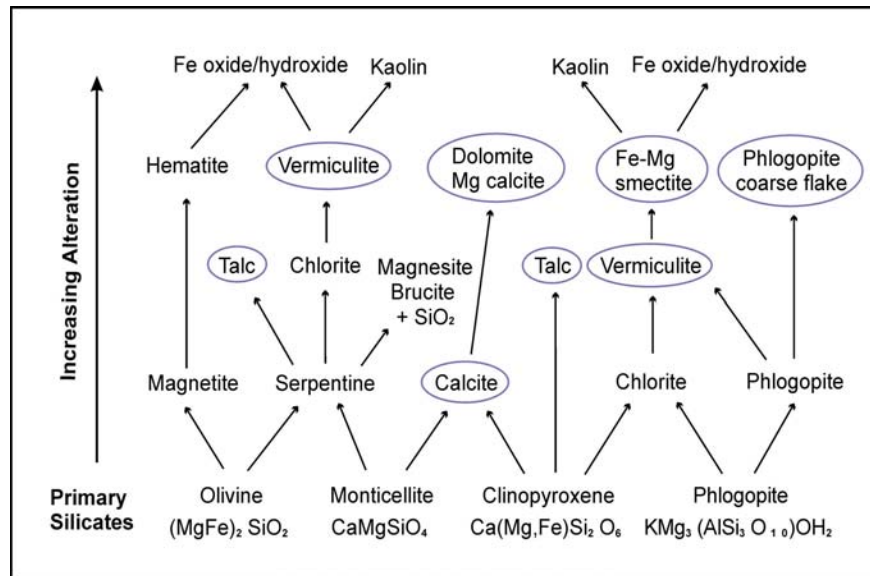 Fe oxide/hydroxide
Kaolin
Kaolin
Fe oxide/hydroxide
Hematite
Vermiculite
Dolomite
Mg calcite
Fe-Mg
smectite
Phlogopite
coarse flake
Talc
Chlorite
Magnesite
Brucite
+ SiO₂
Talc
Vermiculite
Magnetite
Serpentine
Calcite
Chlorite
Phlogopite
Increasing Alteration
Primary
Silicates
Olivine
(MgFe)₂ SiO₂
Monticellite
CaMgSiO₄
Clinopyroxene
Ca(Mg,Fe)Si₂ O₆
Phlogopite
KMg₃ (AlSi₃ O ₁ ₀) OH₂